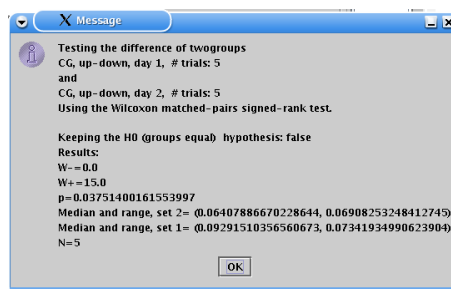 X Message
Testing the difference of twogroups
CG, up-down, day 1, # trials: 5
and
CG, up-down, day 2, # trials: 5
Using the Wilcoxon matched-pairs signed-rank test.
Keeping the H0 (groups equal) hypothesis: false
Results:
W-=0.0
W+=15.0
p=0.03751400161553997
Median and range, set 2= (0.06407886670228644, 0.06908253248412745)
Median and range, set 1= (0.09291510356560673, 0.07341934990623904)
N=5
OK